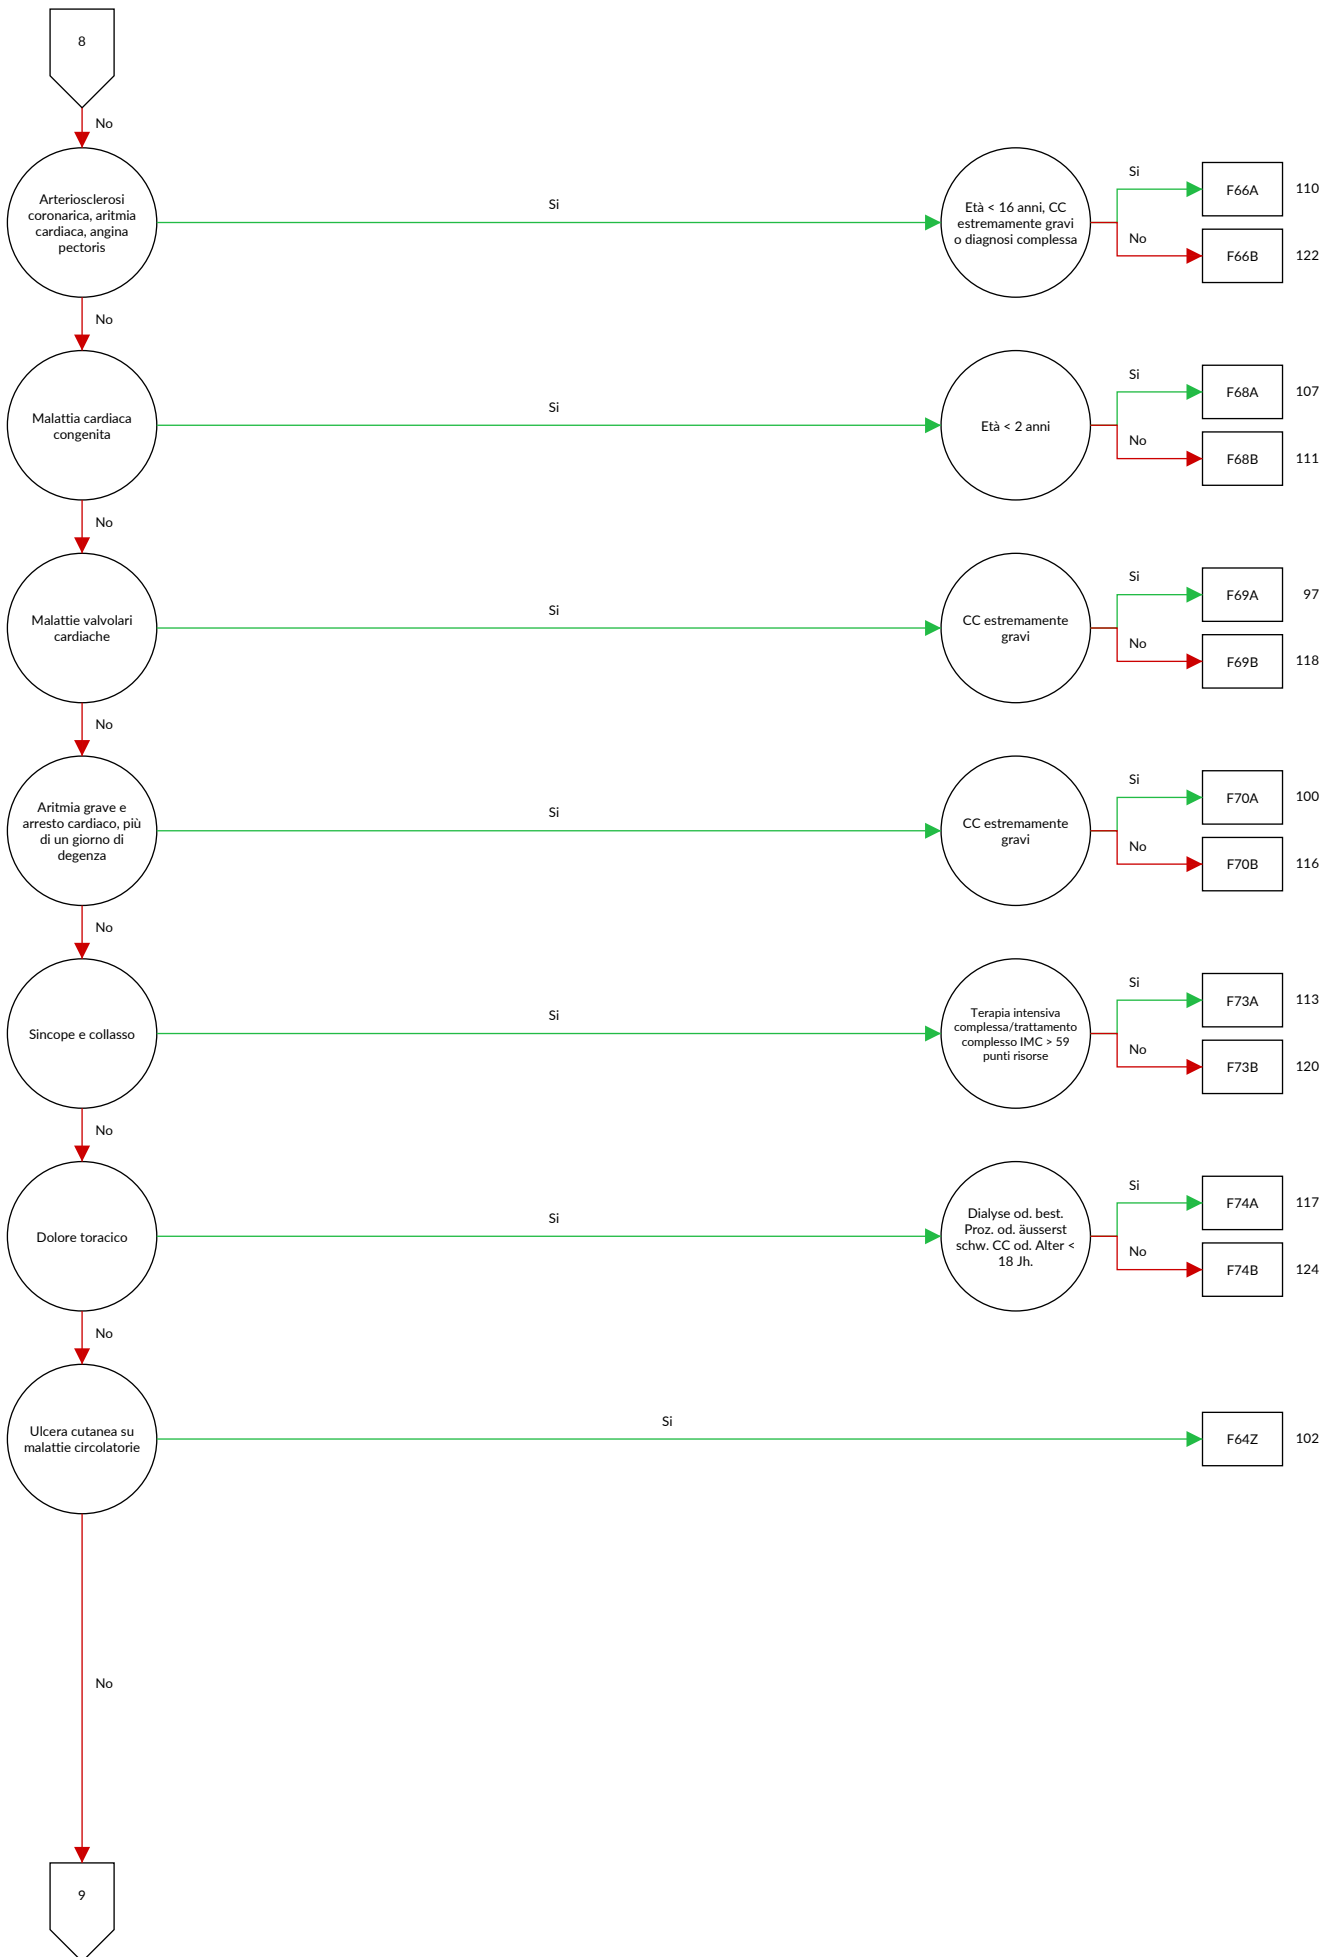 8
No
Arteriosclerosi
coronarica, aritmia
cardiaca, angina
pectoris
Si
Età < 16 anni, CC
estremamente gravi
o diagnosi complessa
Si
F66A
110
No
F66B
122
No
Malattia cardiaca
congenita
Si
Età < 2 anni
Si
F68A
107
No
F68B
111
No
Malattie valvolari
cardiache
Si
CC estremamente
gravi
Si
F69A
97
No
F69B
118
No
Aritmia grave e
arresto cardiaco, più
di un giorno di
degenza
Si
CC estremamente
gravi
Si
F70A
100
No
F70B
116
No
Sincope e collasso
Si
Terapia intensiva
complessa/trattamento
complesso IMC > 59
punti risorse
Si
F73A
113
No
F73B
120
No
Dolore toracico
Si
Dialyse od. best.
Proz. od. äusserst
schw. CC od. Alter <
18 Jh.
Si
F74A
117
No
F74B
124
No
Ulcera cutanea su
malattie circolatorie
Si
F64Z
102
No
9